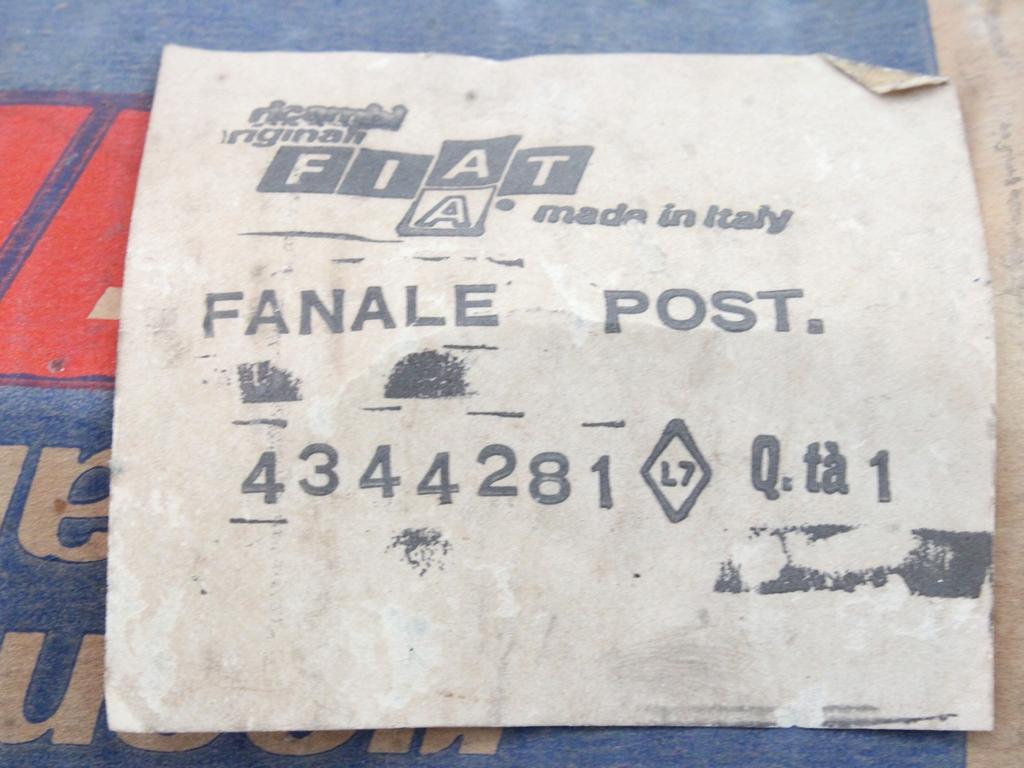 ricambi
originali
FIAT
A. made in Italy
FANALE POST.
4344281 L7 Q.tà 1